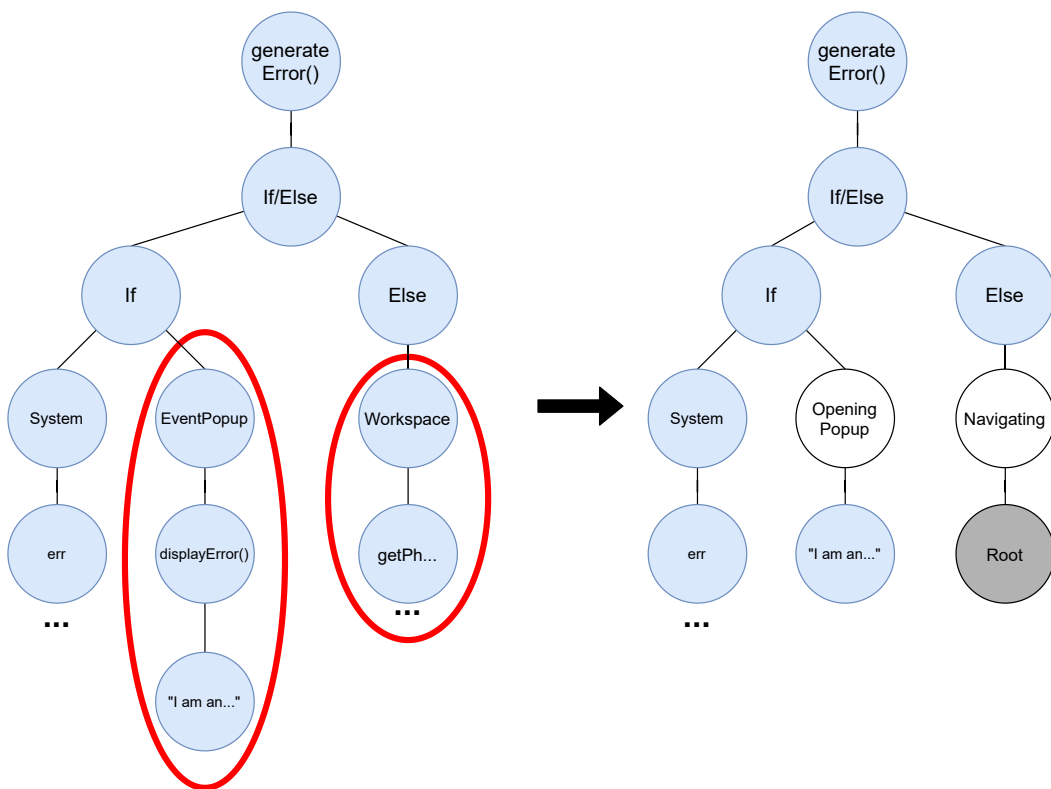 generate
Error()
If/Else
If
Else
System
EventPopup
Workspace
err
displayError()
getPh...
...
...
"I am an..."
generate
Error()
If/Else
If
Else
System
Opening
Popup
Navigating
err
"I am an..."
Root
...